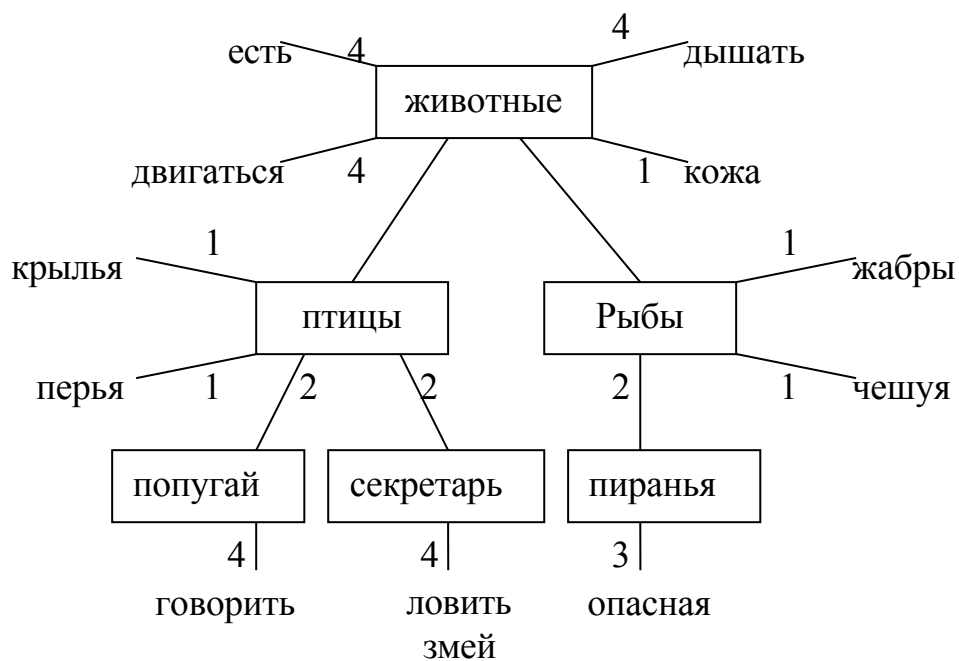 4
есть 4 дышать
животные
двигаться 4 1 кожа
1 1
крылья жабры
птицы Рыбы
перья 1 2 2 2 1 чешуя
попугай секретарь пиранья
4 4 3
говорить ловить опасная
змей